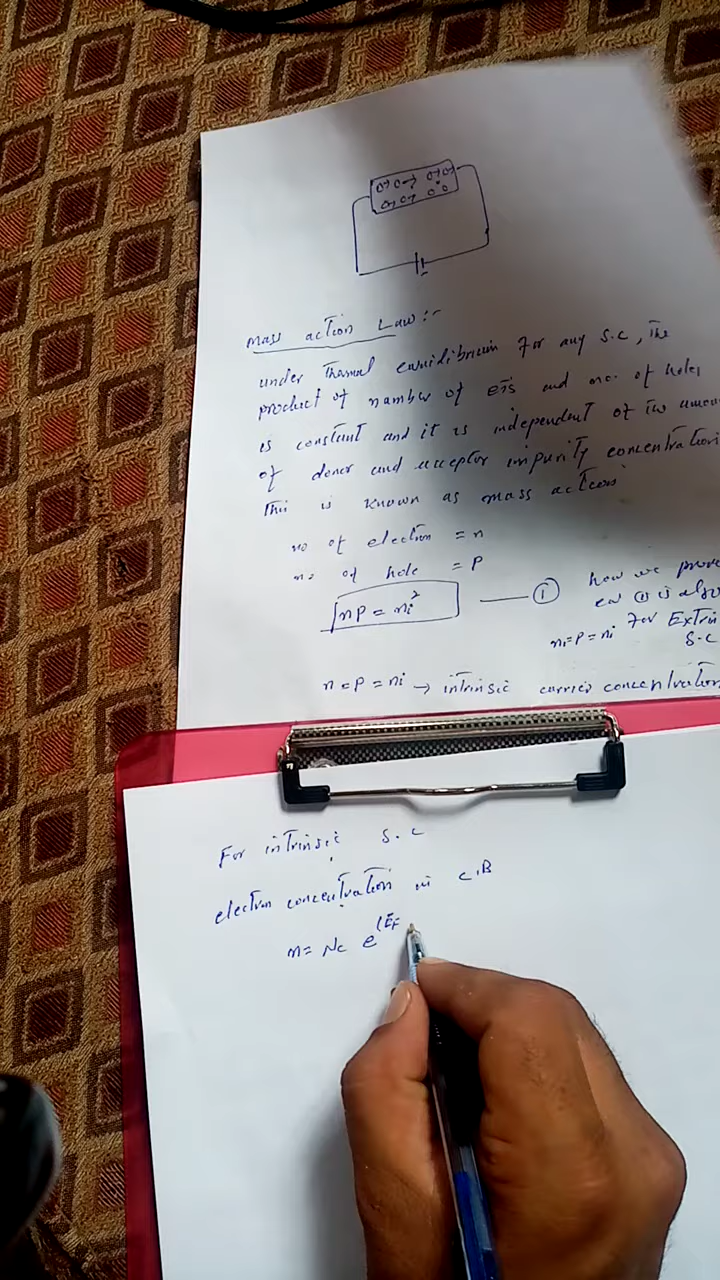 mass action Law:-
under Thermal equilibrium for any S.C, The
product of number of e's and no. of holes
is constant and it is independent of the amou
of donor and acceptor impurity concentration
This is known as mass action
no of electron = n
no of hole = P
np = ni² —— ①
how we prove
eq ① is also
for Extrin
ni=P=ni
S.C
n=P=ni → intrinsic carrier concentration
For intrinsic S.C
electron concentration in C.B
n= Nc e^(EF